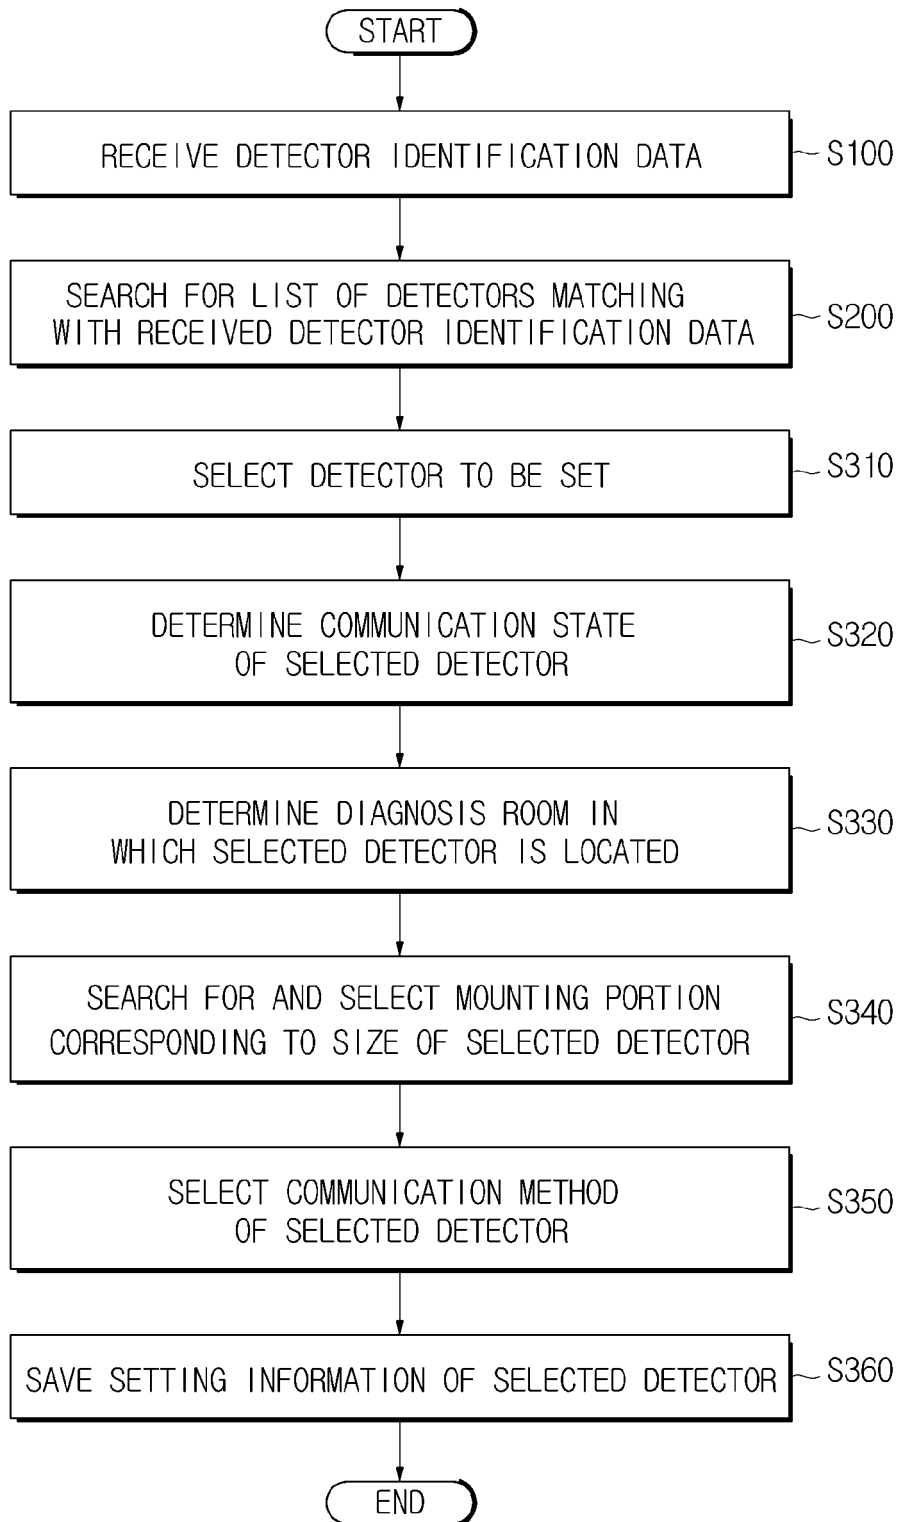 START
RECEIVE DETECTOR IDENTIFICATION DATA
S100
SEARCH FOR LIST OF DETECTORS MATCHING
WITH RECEIVED DETECTOR IDENTIFICATION DATA
S200
SELECT DETECTOR TO BE SET
S310
DETERMINE COMMUNICATION STATE
OF SELECTED DETECTOR
S320
DETERMINE DIAGNOSIS ROOM IN
WHICH SELECTED DETECTOR IS LOCATED
S330
SEARCH FOR AND SELECT MOUNTING PORTION
CORRESPONDING TO SIZE OF SELECTED DETECTOR
S340
SELECT COMMUNICATION METHOD
OF SELECTED DETECTOR
S350
SAVE SETTING INFORMATION OF SELECTED DETECTOR
S360
END